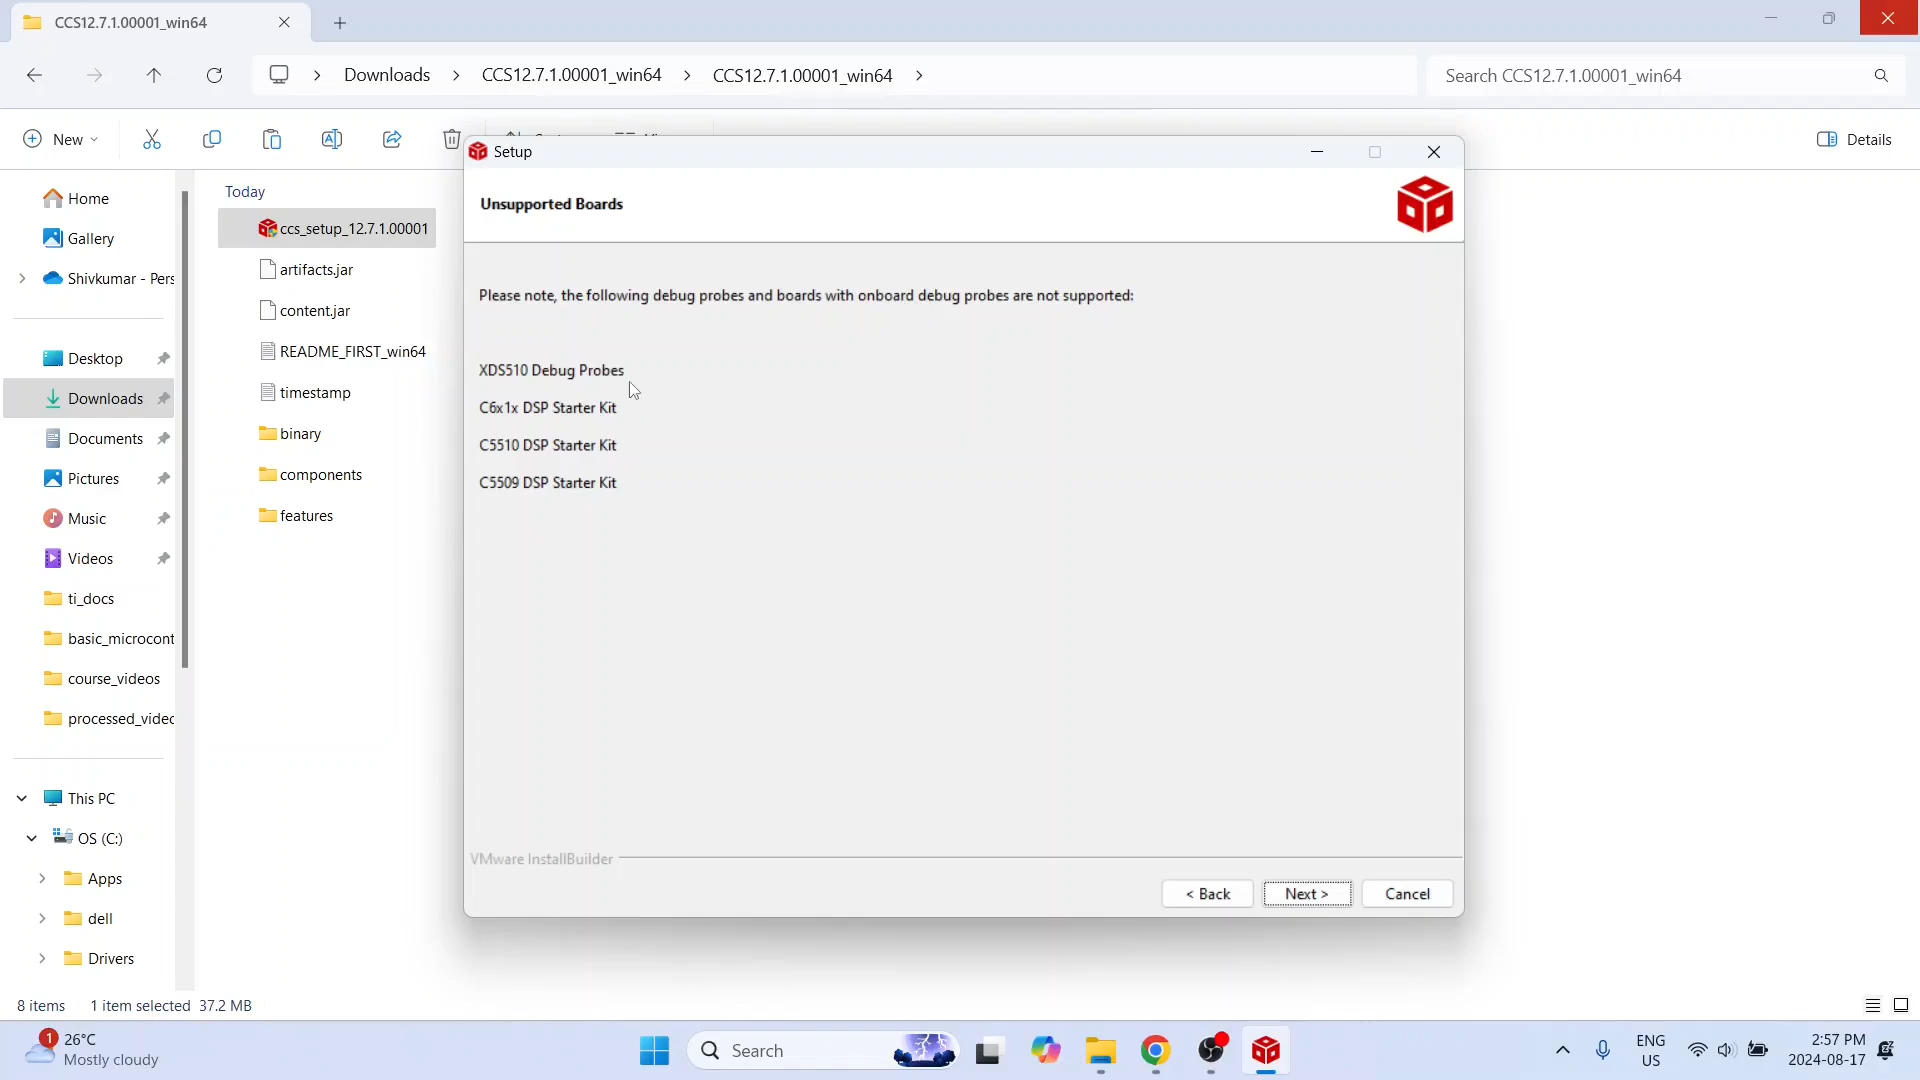 CCS12.7.1.00001_win64
Downloads > CCS12.7.1.00001_win64 > CCS12.7.1.00001_win64 >
Search CCS12.7.1.00001_win64
New
Details
Home
Gallery
Shivkumar - Pers
Desktop
Downloads
Documents
Pictures
Music
Videos
ti_docs
basic_microcont
course_videos
processed_videc
This PC
OS (C:)
Apps
dell
Drivers
Today
ccs_setup_12.7.1.00001
artifacts.jar
content.jar
README_FIRST_win64
timestamp
binary
components
features
Setup
Unsupported Boards
Please note, the following debug probes and boards with onboard debug probes are not supported:
XDS510 Debug Probes
C6x1x DSP Starter Kit
C5510 DSP Starter Kit
C5509 DSP Starter Kit
VMware InstallBuilder
< Back
Next >
Cancel
8 items 1 item selected 37.2 MB
1
26°C
Mostly cloudy
Search
ENG
US
2:57 PM
2024-08-17